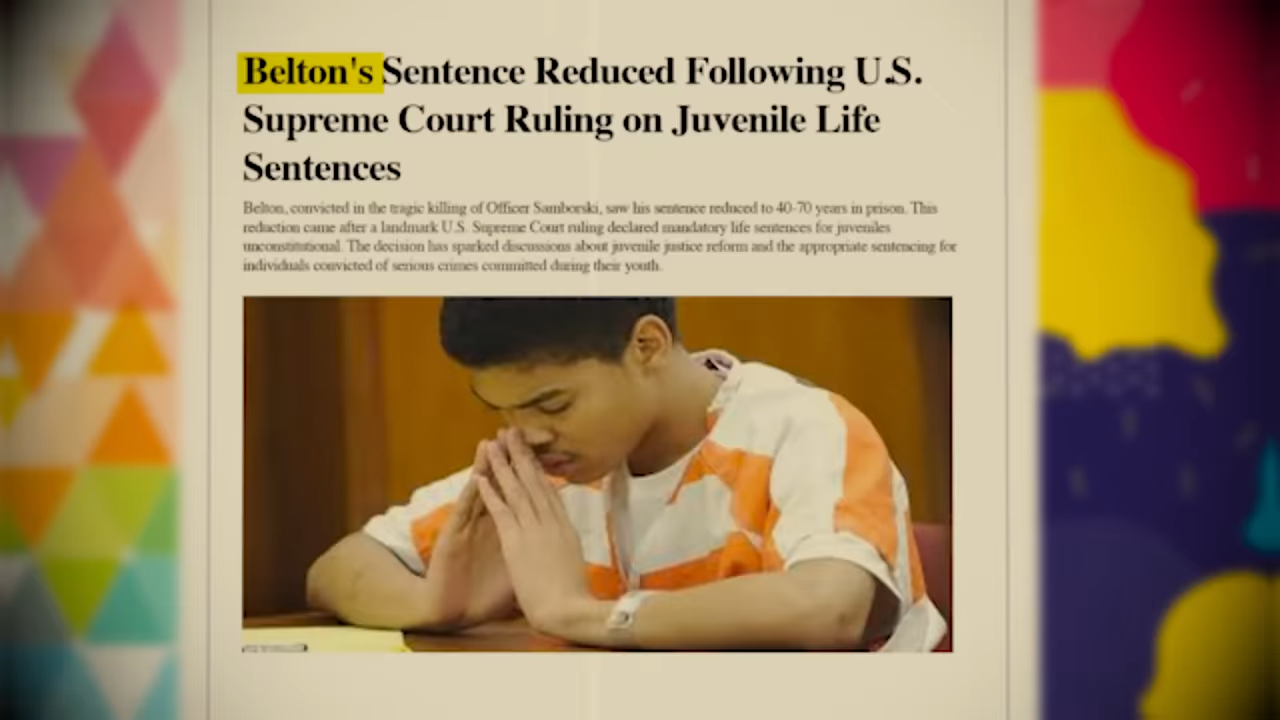 Belton's Sentence Reduced Following U.S.
Supreme Court Ruling on Juvenile Life
Sentences
Belton, convicted in the tragic killing of Officer Samborski, saw his sentence reduced to 40-70 years in prison. This
reduction came after a landmark U.S. Supreme Court ruling declared mandatory life sentences for juveniles
unconstitutional. The decision has sparked discussions about juvenile justice reform and the appropriate sentencing for
individuals convicted of serious crimes committed during their youth.